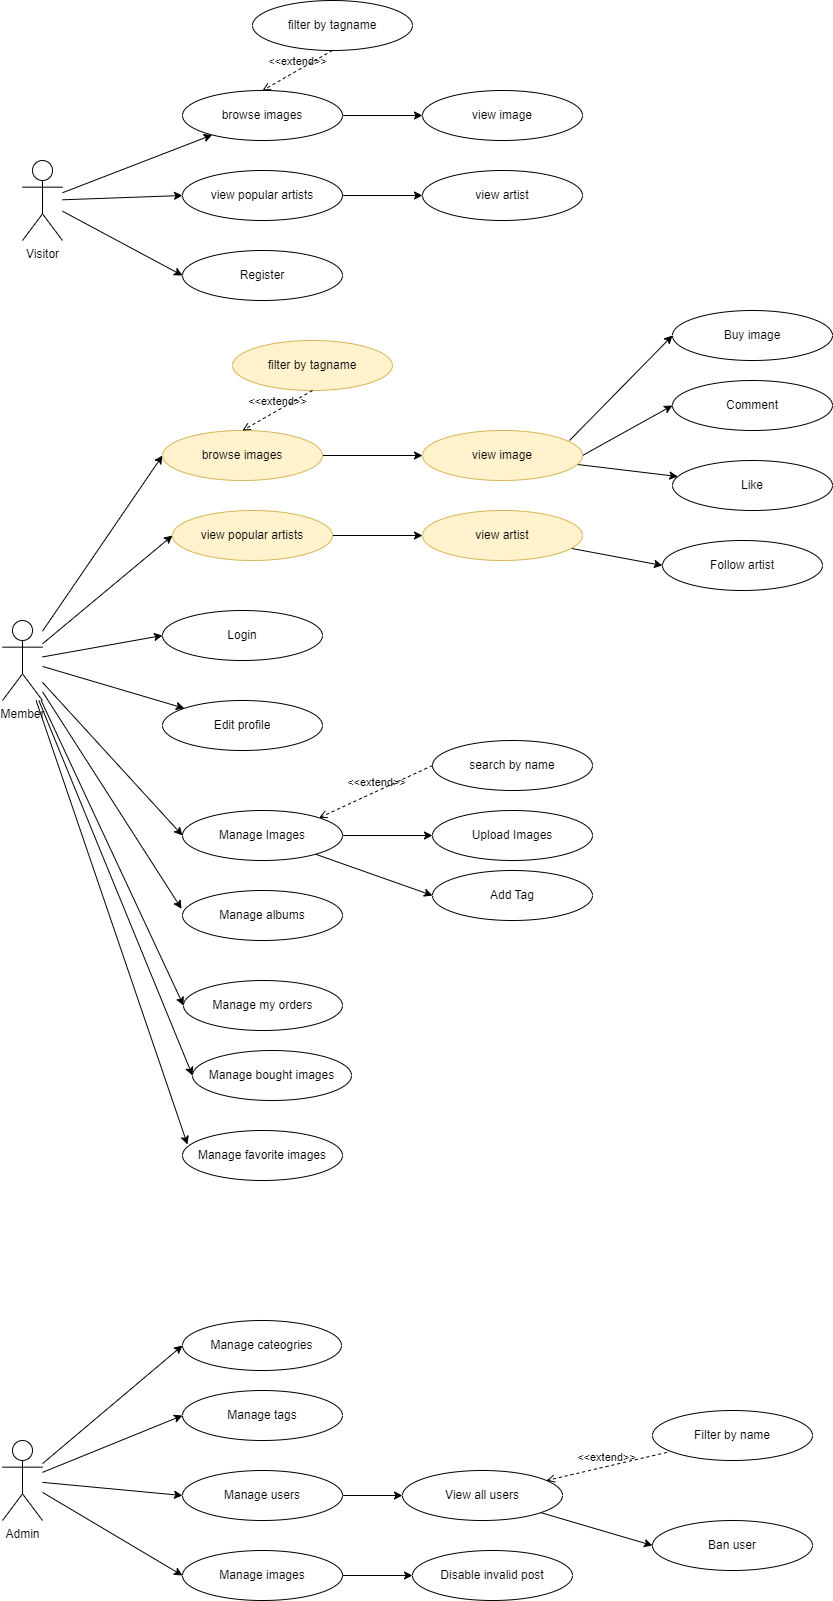 filter by tagname
<<extend>>
browse images
view image
view popular artists
view artist
Visitor
Register
Buy image
filter by tagname
<<extend>>
Comment
browse images
view image
Like
view popular artists
view artist
Follow artist
Login
Member
Edit profile
search by name
<<extend>>
Manage Images
Upload Images
Add Tag
Manage albums
Manage my orders
Manage bought images
Manage favorite images
Manage cateogries
Manage tags
Filter by name
<<extend>>
Manage users
View all users
Admin
Ban user
Manage images
Disable invalid post